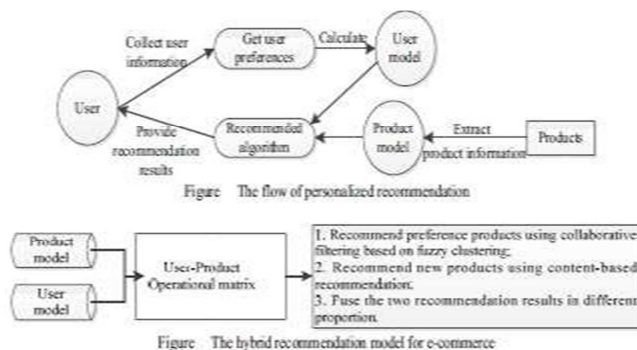 Collect user
information
Get user
preferences
Calculate
User
model
User
Provide
recommendation
results
Recommended
algorithm
Product
model
Extract
product information
Products
Figure The flow of personalized recommendation
Product
model
User
model
User-Product
Operational matrix
1. Recommend preference products using collaborative
filtering based on fuzzy clustering;
2. Recommend new products using content-based
recommendation.
3. Fuse the two recommendation results in different
proportion.
Figure The hybrid recommendation model for e-commerce